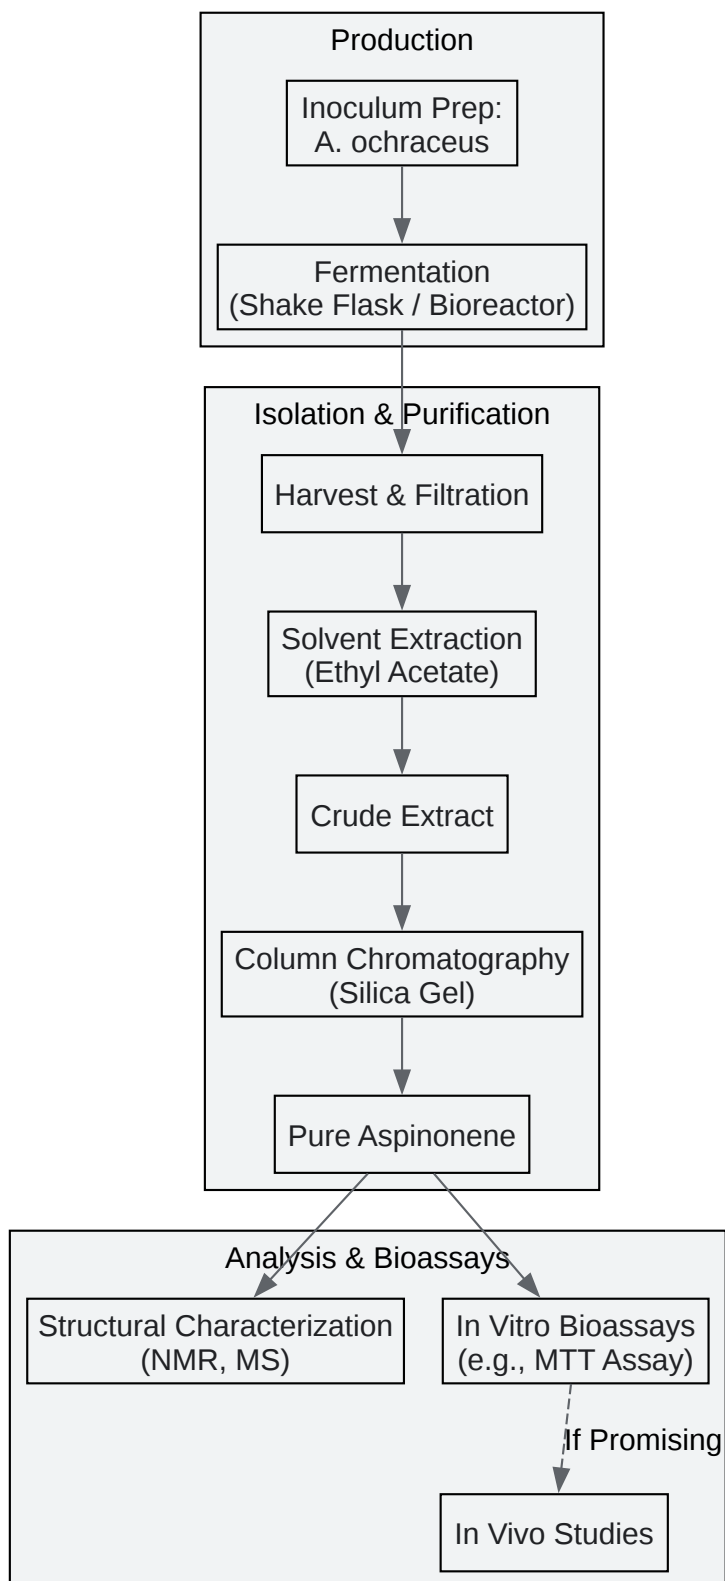 Production
Inoculum Prep:
A. ochraceus
Fermentation
(Shake Flask / Bioreactor)
Isolation & Purification
Harvest & Filtration
Solvent Extraction
(Ethyl Acetate)
Crude Extract
Column Chromatography
(Silica Gel)
Pure Aspinonene
Analysis & Bioassays
Structural Characterization
(NMR, MS)
In Vitro Bioassays
(e.g., MTT Assay)
If Promising
In Vivo Studies